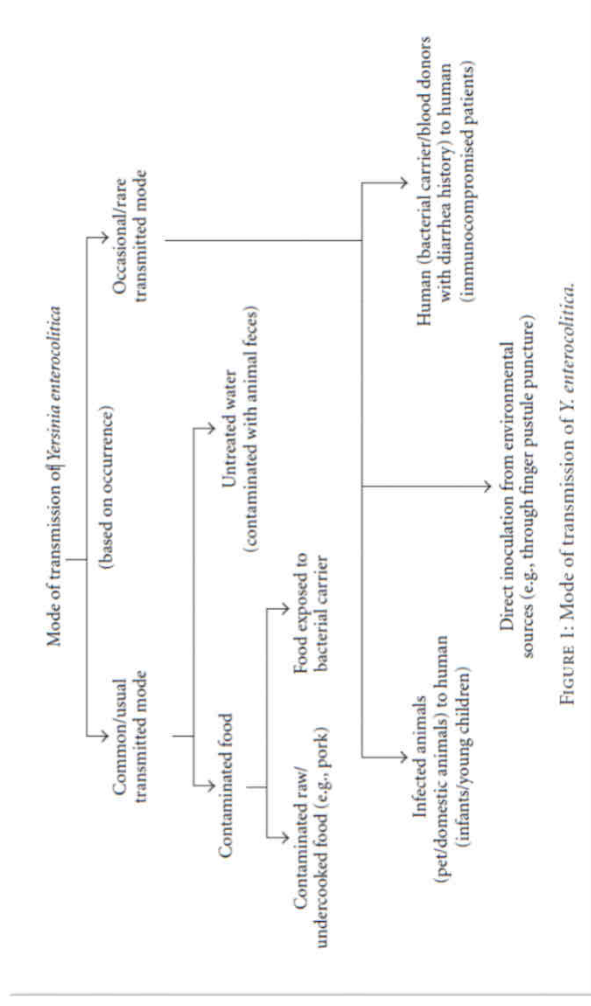 Mode of transmission of Yersinia enterocolitica
(based on occurrence)
Common/usual
transmitted mode
Occasional/rare
transmitted mode
Contaminated food
Untreated water
(contaminated with animal feces)
Contaminated raw/
undercooked food (e.g., pork)
Food exposed to
bacterial carrier
Infected animals
(pet/domestic animals) to human
(infants/young children)
Direct inoculation from environmental
sources (e.g., through finger pustule puncture)
Human (bacterial carrier/blood donors
with diarrhea history) to human
(immunocompromised patients)
FIGURE 1: Mode of transmission of Y. enterocolitica.